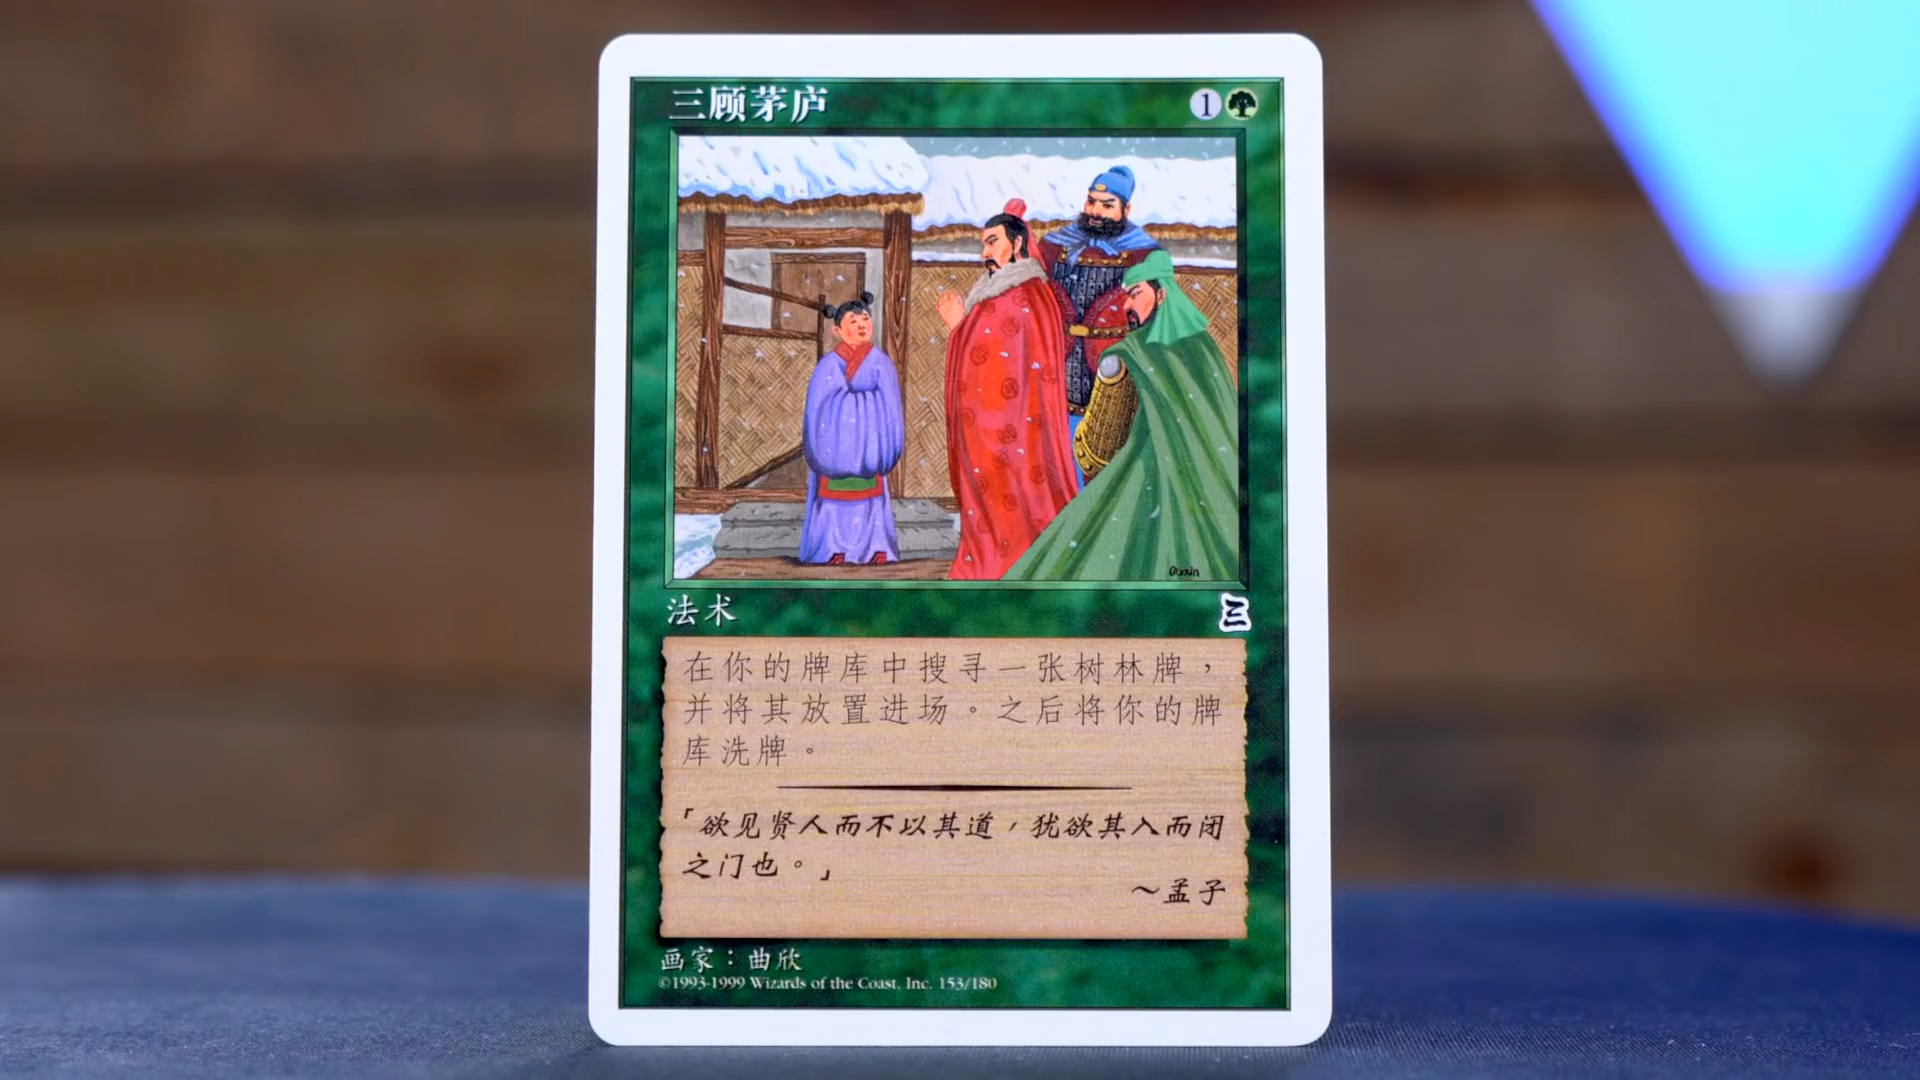 三顾茅庐 1
Quxin
法术 三
在你的牌库中搜寻一张树林牌，
并将其放置进场。之后将你的牌
库洗牌。
「欲见贤人而不以其道，犹欲其入而闭
之门也。」
～孟子
画家：曲欣
©1993-1999 Wizards of the Coast, Inc. 153/180